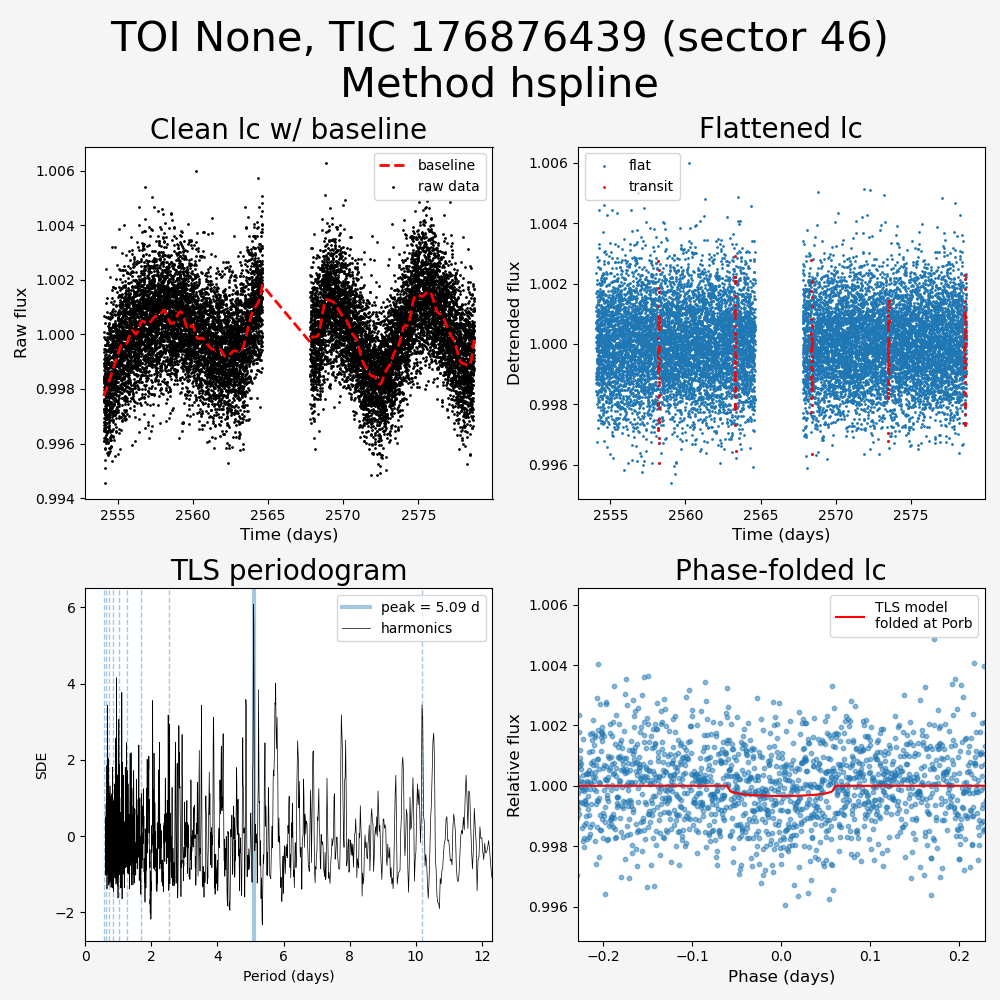 TOI None, TIC 176876439 (sector 46)
Method hspline
Clean lc w/ baseline
Raw flux
1.006
1.004
1.002
1.000
0.998
0.996
0.994
baseline
raw data
2555
2560
2565
2570
2575
Time (days)
Flattened lc
Detrended flux
1.006
1.004
1.002
1.000
0.998
0.996
flat
transit
2555
2560
2565
2570
2575
Time (days)
TLS periodogram
SDE
6
4
2
0
−2
peak = 5.09 d
harmonics
0
2
4
6
8
10
12
Period (days)
Phase-folded lc
Relative flux
1.006
1.004
1.002
1.000
0.998
0.996
TLS model
folded at Porb
−0.2
−0.1
0.0
0.1
0.2
Phase (days)